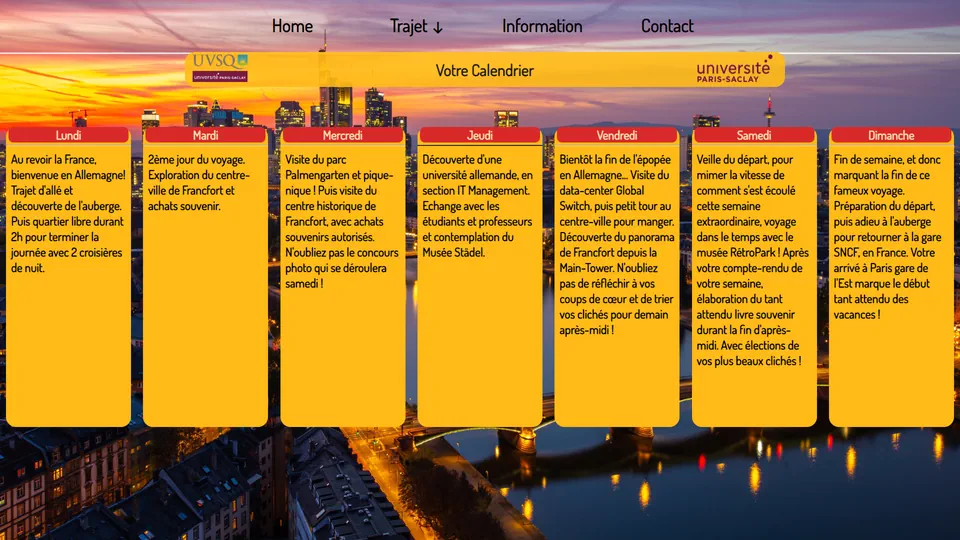 Home Trajet ↓ Information Contact
UVSQ
université PARIS-SACLAY
Votre Calendrier
université
PARIS-SACLAY
Lundi
Au revoir la France,
bienvenue en Allemagne!
Trajet d'allé et
découverte de l'auberge.
Puis quartier libre durant
2h pour terminer la
journée avec 2 croisières
de nuit.
Mardi
2ème jour du voyage.
Exploration du centre-
ville de Francfort et
achats souvenir.
Mercredi
Visite du parc
Palmengarten et pique-
nique ! Puis visite du
centre historique de
Francfort, avec achats
souvenirs autorisés.
N'oubliez pas le concours
photo qui se déroulera
samedi !
Jeudi
Découverte d'une
université allemande, en
section IT Management.
Echange avec les
étudiants et professeurs
et contemplation du
Musée Städel.
Vendredi
Bientôt la fin de l'épopée
en Allemagne... Visite du
data-center Global
Switch, puis petit tour au
centre-ville pour manger.
Découverte du panorama
de Francfort depuis la
Main-Tower. N'oubliez
pas de réfléchir à vos
coups de cœur et de trier
vos clichés pour demain
après-midi !
Samedi
Veille du départ, pour
mimer la vitesse de
comment s'est écoulé
cette semaine
extraordinaire, voyage
dans le temps avec le
musée RétroPark ! Après
votre compte-rendu de
votre semaine,
élaboration du tant
attendu livre souvenir
durant la fin d'après-
midi. Avec élections de
vos plus beaux clichés !
Dimanche
Fin de semaine, et donc
marquant la fin de ce
fameux voyage.
Préparation du départ,
puis adieu à l'auberge
pour retourner à la gare
SNCF, en France. Votre
arrivé à Paris gare de
l'Est marque le début
tant attendu des
vacances !